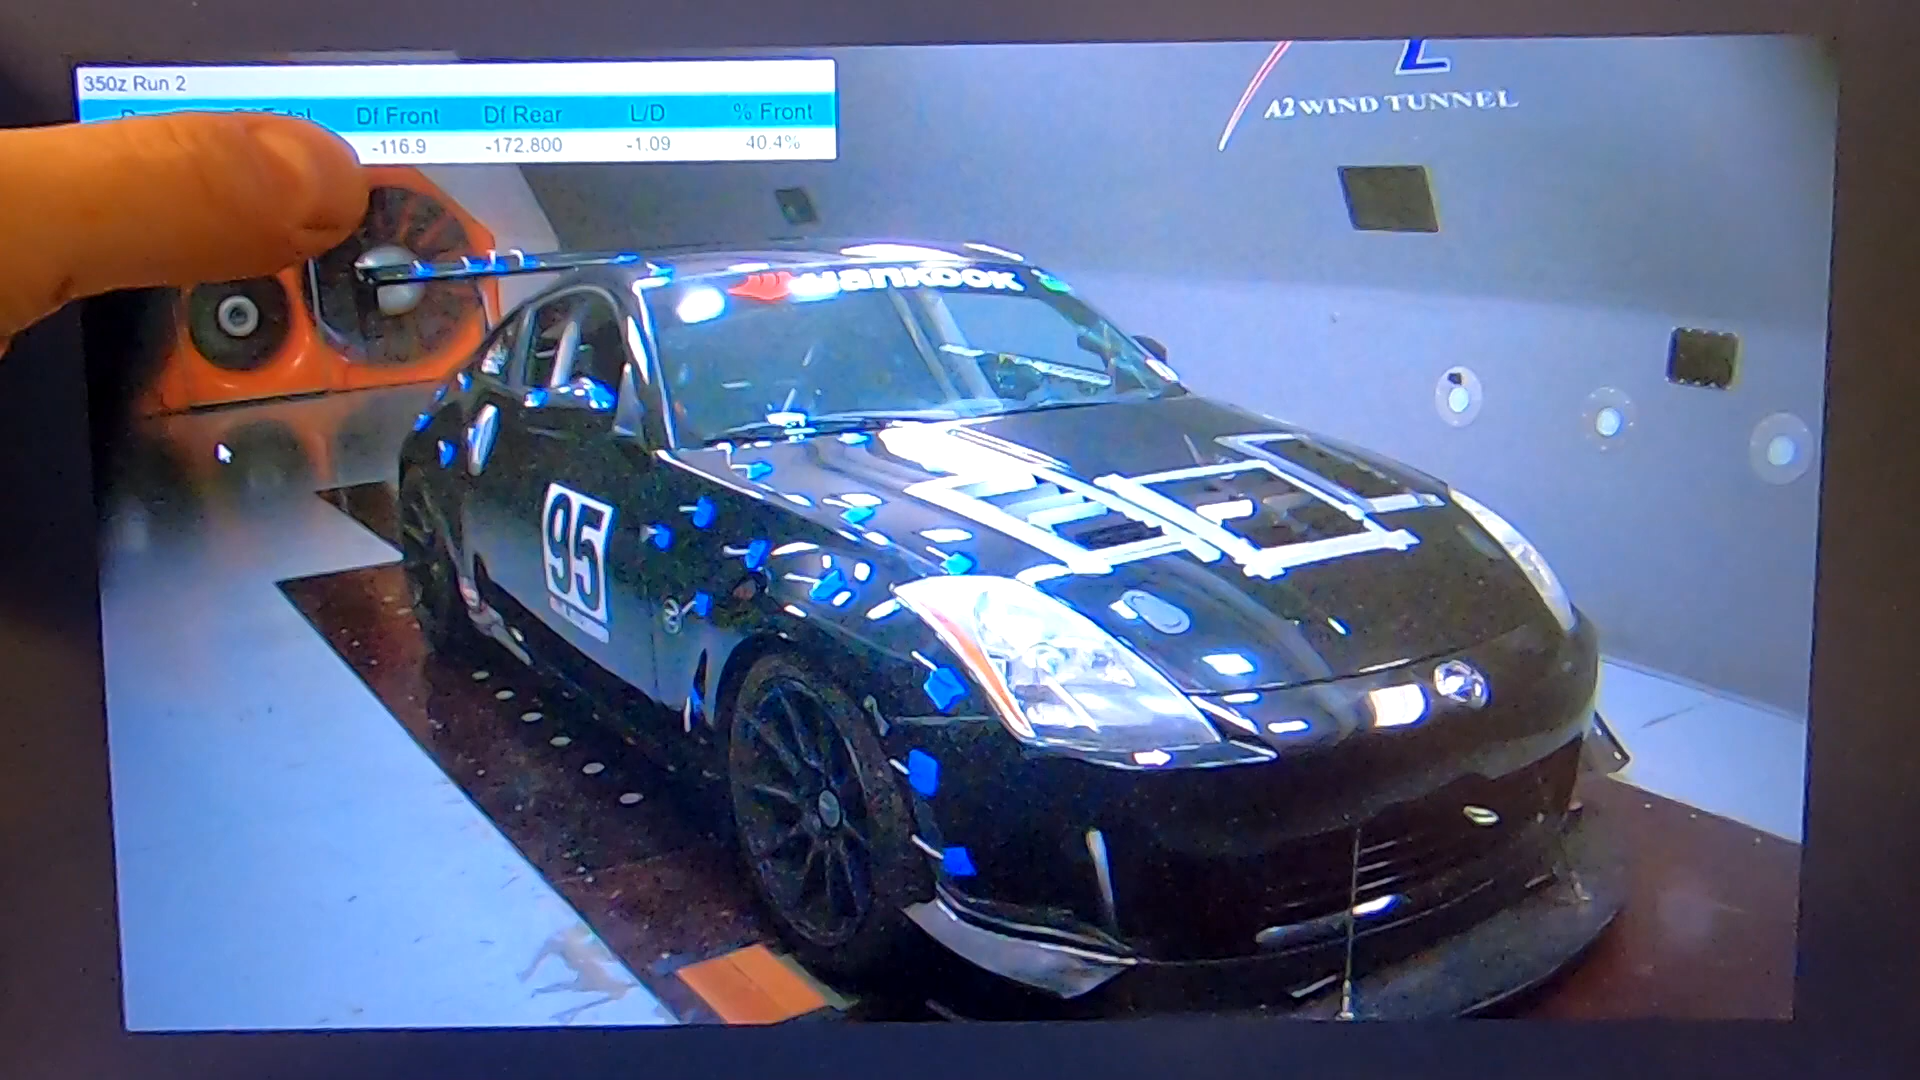 350z Run 2
Df Front Df Rear L/D % Front
-116.9 -172.800 -1.09 40.4%
A2 WIND TUNNEL
HANKOOK
95